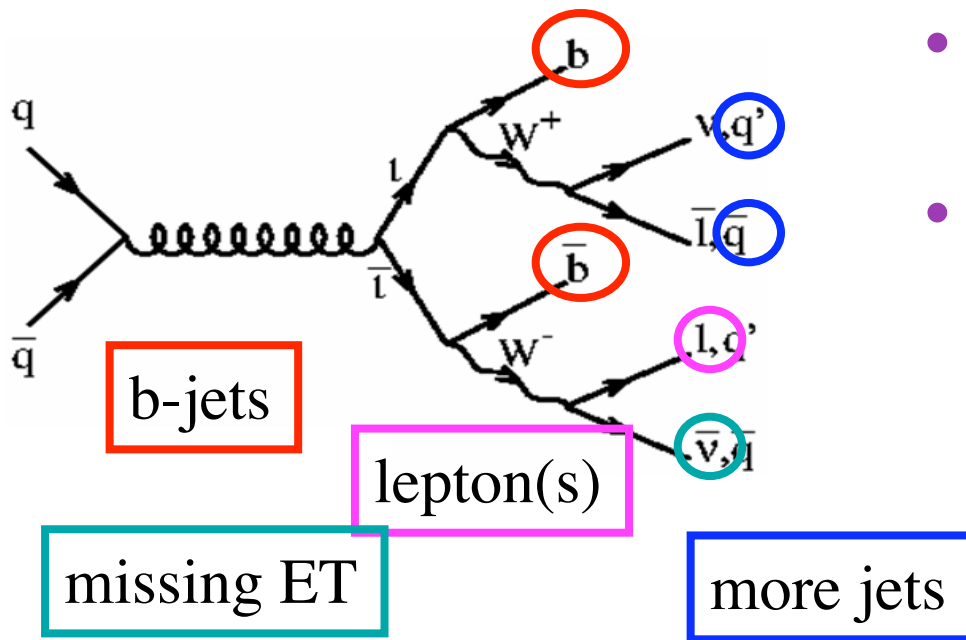 b
q
W⁺
ν, q'
t
l̄, q̄
t̄
b̄
l, q'
q̄
W⁻
b-jets
ν̄, q̄
lepton(s)
missing ET
more jets